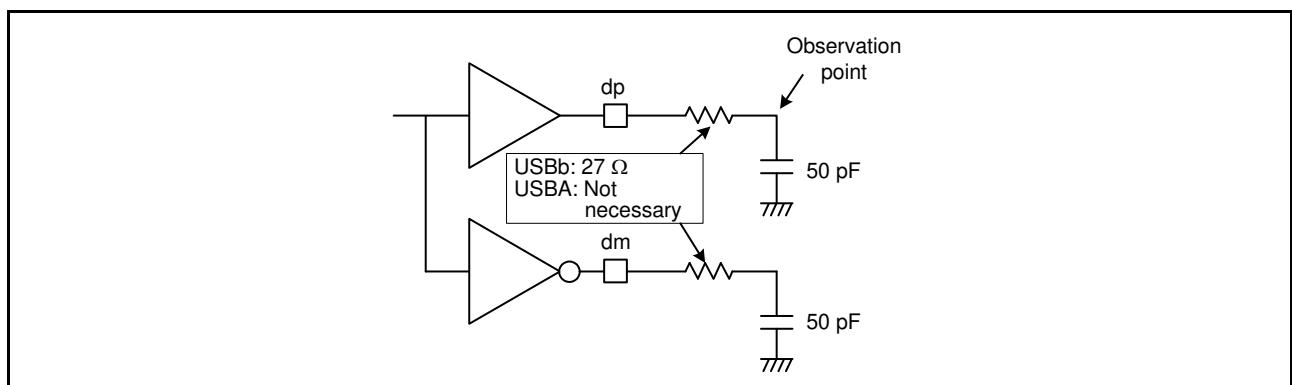 Observation
point
dp
USBb: 27 Ω
USBA: Not
necessary
50 pF
dm
50 pF